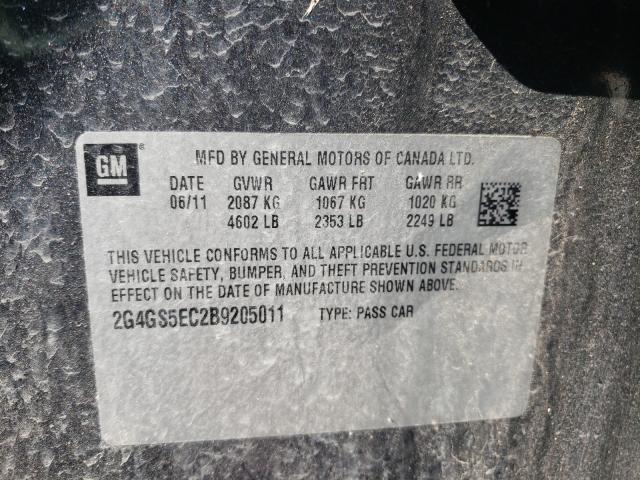 GM ®
MFD BY GENERAL MOTORS OF CANADA LTD.
DATE GVWR GAWR FRT GAWR RR
06/11 2087 KG 1067 KG 1020 KG
4602 LB 2353 LB 2249 LB
THIS VEHICLE CONFORMS TO ALL APPLICABLE U.S. FEDERAL MOTOR
VEHICLE SAFETY, BUMPER, AND THEFT PREVENTION STANDARDS IN
EFFECT ON THE DATE OF MANUFACTURE SHOWN ABOVE.
2G4GS5EC2B9205011 TYPE: PASS CAR